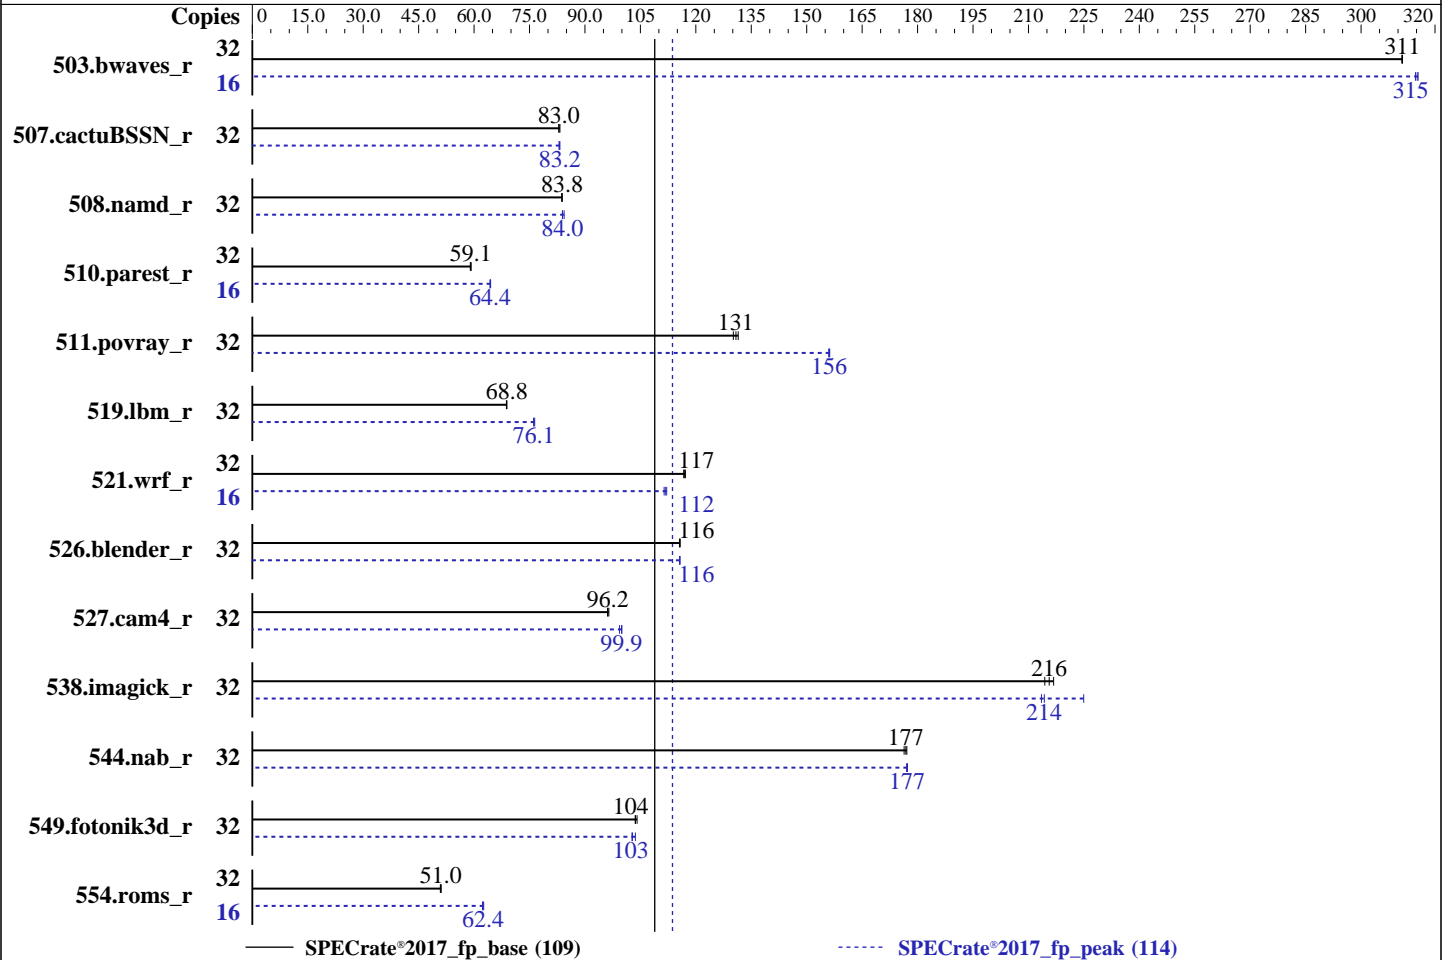 Copies 0 15.0 30.0 45.0 60.0 75.0 90.0 105 120 135 150 165 180 195 210 225 240 255 270 285 300 320
503.bwaves_r 32 311
16 315
507.cactuBSSN_r 32 83.0
83.2
508.namd_r 32 83.8
84.0
510.parest_r 32 59.1
16 64.4
511.povray_r 32 131
156
519.lbm_r 32 68.8
76.1
521.wrf_r 32 117
16 112
526.blender_r 32 116
116
527.cam4_r 32 96.2
99.9
538.imagick_r 32 216
214
544.nab_r 32 177
177
549.fotonik3d_r 32 104
103
554.roms_r 32 51.0
16 62.4
SPECrate®2017_fp_base (109) SPECrate®2017_fp_peak (114)